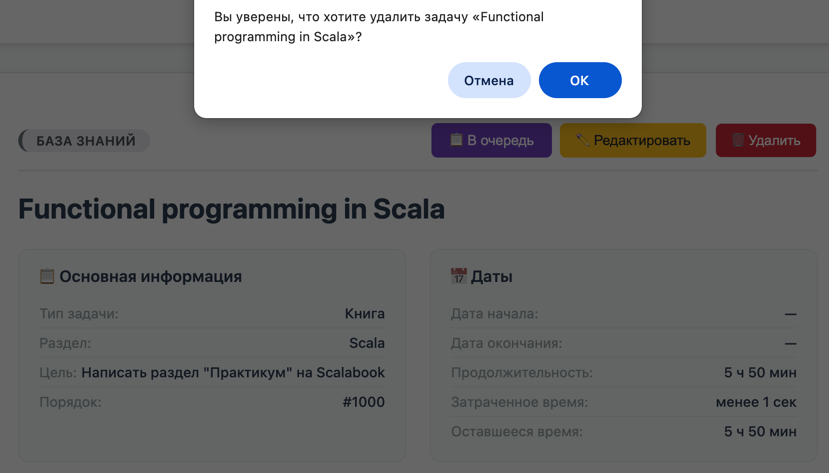 Вы уверены, что хотите удалить задачу «Functional
programming in Scala»?
Отмена
ОК
БАЗА ЗНАНИЙ
В очередь
Редактировать
Удалить
Functional programming in Scala
Основная информация
Тип задачи: Книга
Раздел: Scala
Цель: Написать раздел "Практикум" на Scalabook
Порядок: #1000
Даты
Дата начала: —
Дата окончания: —
Продолжительность: 5 ч 50 мин
Затраченное время: менее 1 сек
Оставшееся время: 5 ч 50 мин